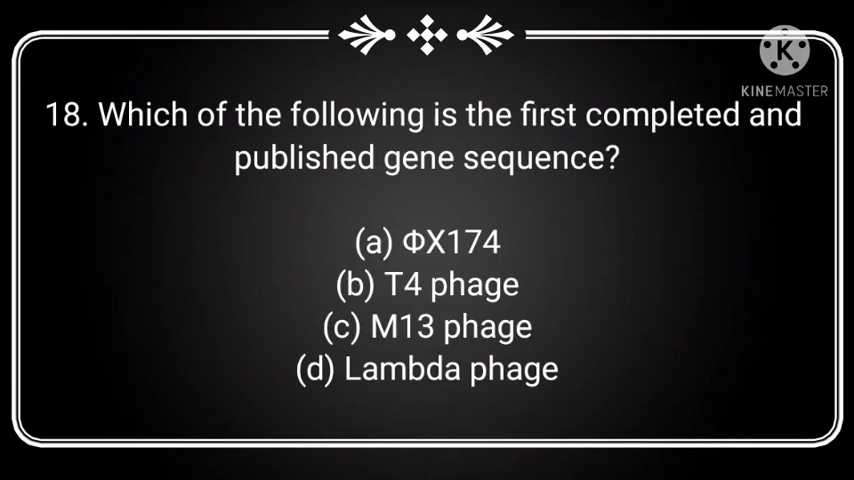 K
KINEMASTER
18. Which of the following is the first completed and
published gene sequence?
(a) ΦX174
(b) T4 phage
(c) M13 phage
(d) Lambda phage